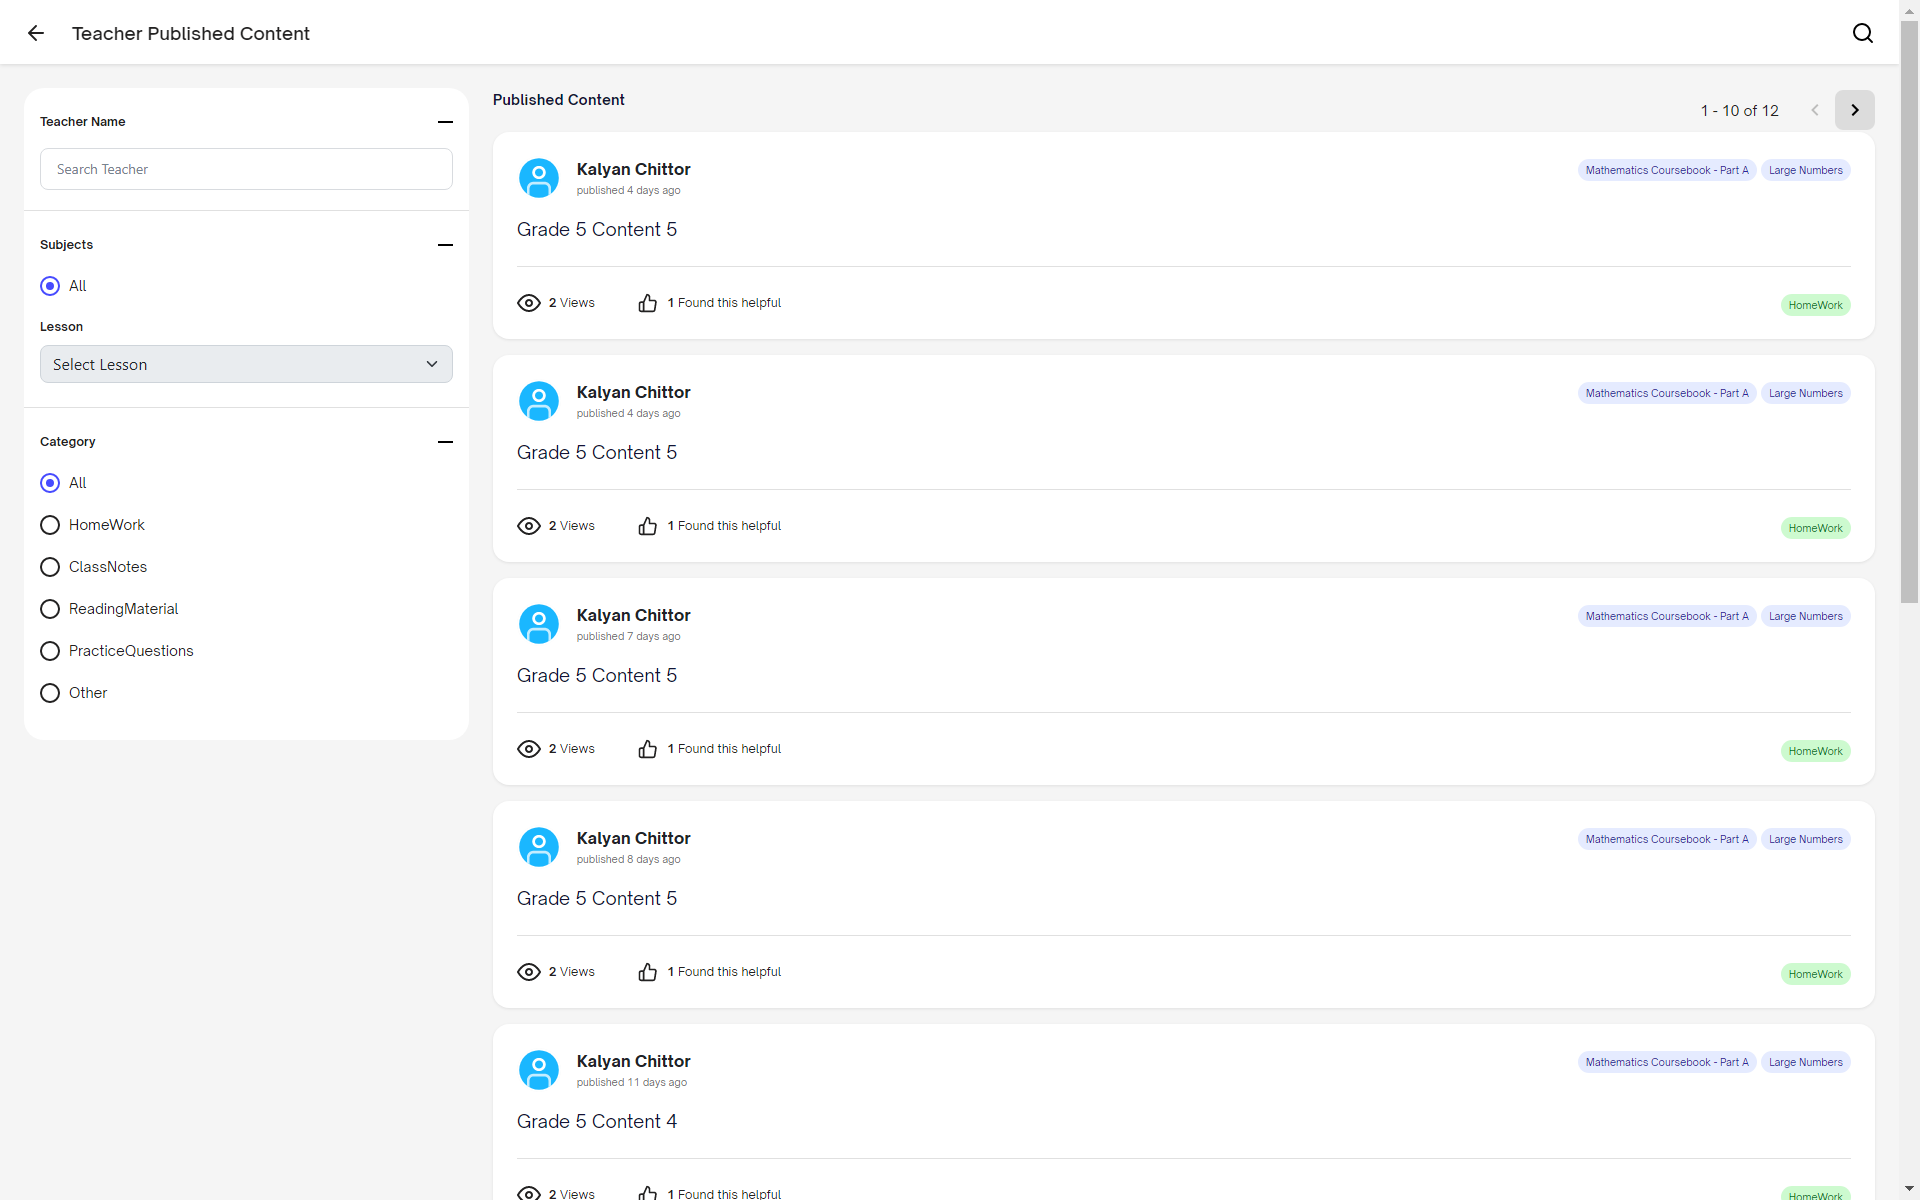 Teacher Published Content
Teacher Name
Search Teacher
Subjects
All
Lesson
Select Lesson
Category
All
HomeWork
ClassNotes
ReadingMaterial
PracticeQuestions
Other
Published Content
1 - 10 of 12
Kalyan Chittor
published 4 days ago
Mathematics Coursebook - Part A Large Numbers
Grade 5 Content 5
2 Views 1 Found this helpful
HomeWork
Kalyan Chittor
published 4 days ago
Mathematics Coursebook - Part A Large Numbers
Grade 5 Content 5
2 Views 1 Found this helpful
HomeWork
Kalyan Chittor
published 7 days ago
Mathematics Coursebook - Part A Large Numbers
Grade 5 Content 5
2 Views 1 Found this helpful
HomeWork
Kalyan Chittor
published 8 days ago
Mathematics Coursebook - Part A Large Numbers
Grade 5 Content 5
2 Views 1 Found this helpful
HomeWork
Kalyan Chittor
published 11 days ago
Mathematics Coursebook - Part A Large Numbers
Grade 5 Content 4
2 Views 1 Found this helpful
HomeWork